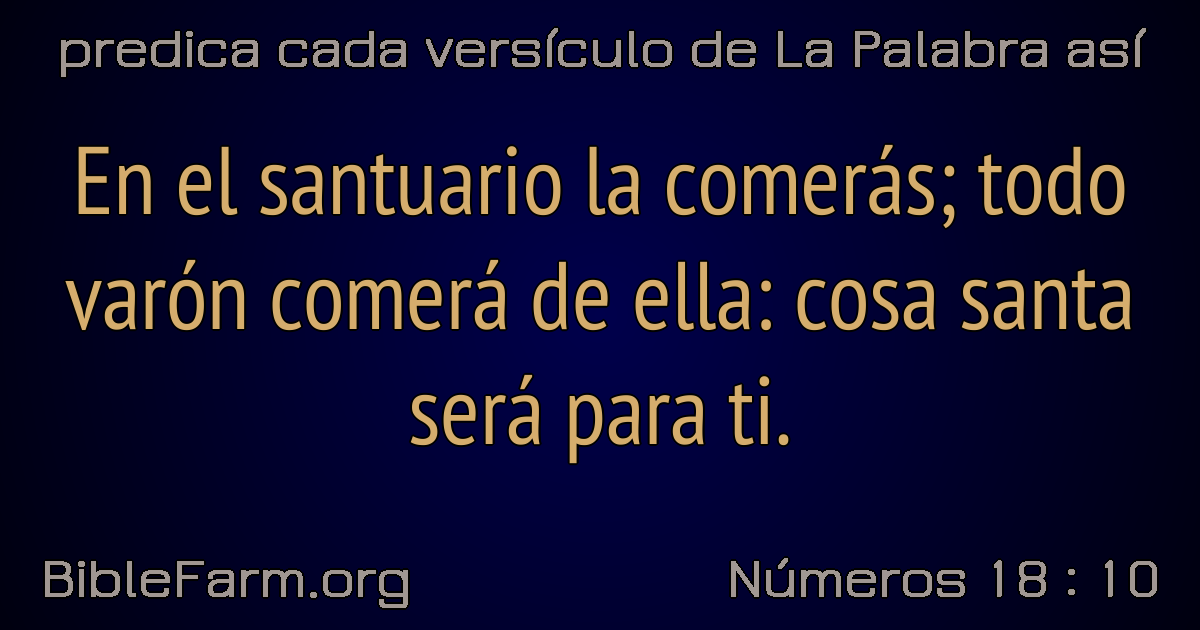 predica cada versículo de La Palabra así
En el santuario la comerás; todo
varón comerá de ella: cosa santa
será para ti.
BibleFarm.org
Números 18 : 10